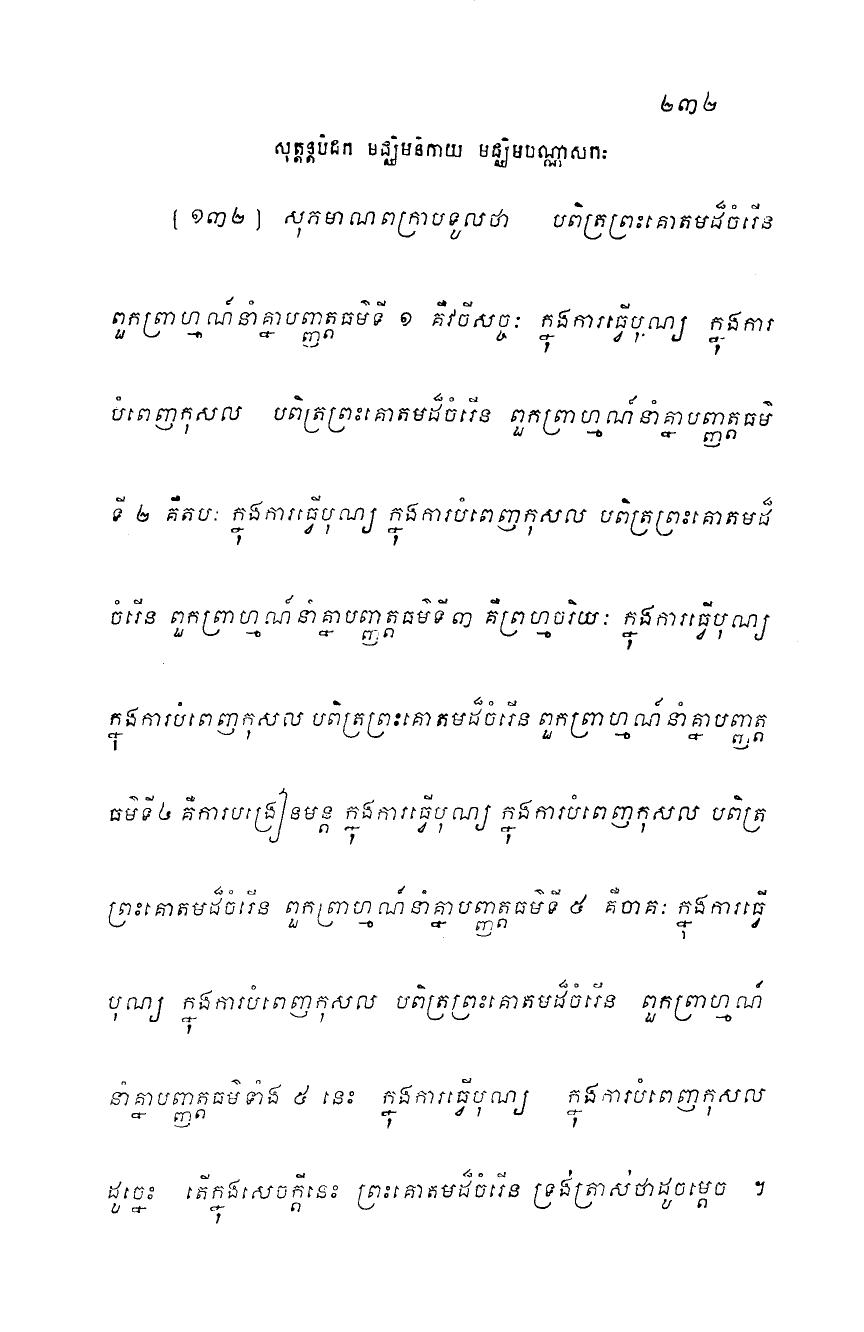 ២៣២
សុត្តន្តបិដក មជ្ឈិមនិកាយ មជ្ឈិមបណ្ណាសកៈ
[ ១៣២ ] សុភមាណពក្រាបទូលថា បពិត្រព្រះគោតមដ៏ចំរើន
ពួកព្រាហ្មណ៍នាំគ្នាបញ្ញត្តធម៌ទី ១ គឺវចីសច្ចៈ ក្នុងការធ្វើបុណ្យ ក្នុងការ
បំពេញកុសល បពិត្រព្រះគោតមដ៏ចំរើន ពួកព្រាហ្មណ៍នាំគ្នាបញ្ញត្តធម៌
ទី ២ គឺតបៈ ក្នុងការធ្វើបុណ្យ ក្នុងការបំពេញកុសល បពិត្រព្រះគោតមដ៏
ចំរើន ពួកព្រាហ្មណ៍នាំគ្នាបញ្ញត្តធម៌ទី៣ គឺព្រហ្មចរិយៈ ក្នុងការធ្វើបុណ្យ
ក្នុងការបំពេញកុសល បពិត្រព្រះគោតមដ៏ចំរើន ពួកព្រាហ្មណ៍នាំគ្នាបញ្ញត្ត
ធម៌ទី៤ គឺការបង្រៀនមន្ត ក្នុងការធ្វើបុណ្យ ក្នុងការបំពេញកុសល បពិត្រ
ព្រះគោតមដ៏ចំរើន ពួកព្រាហ្មណ៍នាំគ្នាបញ្ញត្តធម៌ទី ៥ គឺចាគៈ ក្នុងការធ្វើ
បុណ្យ ក្នុងការបំពេញកុសល បពិត្រព្រះគោតមដ៏ចំរើន ពួកព្រាហ្មណ៍
នាំគ្នាបញ្ញត្តធម៌ទាំង ៥ នេះ ក្នុងការធ្វើបុណ្យ ក្នុងការបំពេញកុសល
ដូច្នេះ តើក្នុងសេចក្តីនេះ ព្រះគោតមដ៏ចំរើន ទ្រង់ត្រាស់ថាដូចម្តេច ។